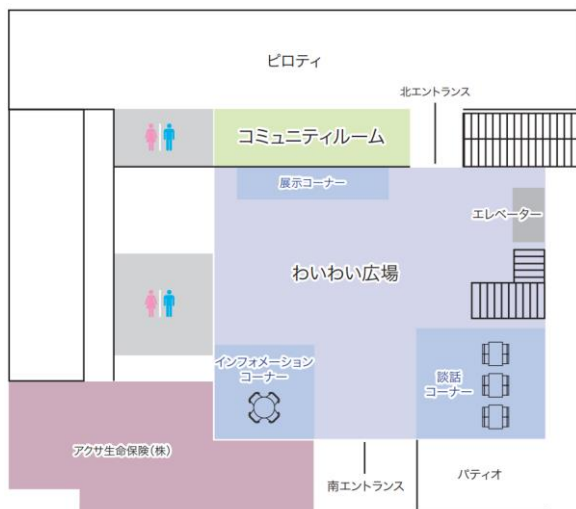 ピロティ
北エントランス
コミュニティルーム
展示コーナー
エレベーター
わいわい広場
インフォメーション
コーナー
談話
コーナー
アクサ生命保険(株)
南エントランス
パティオ